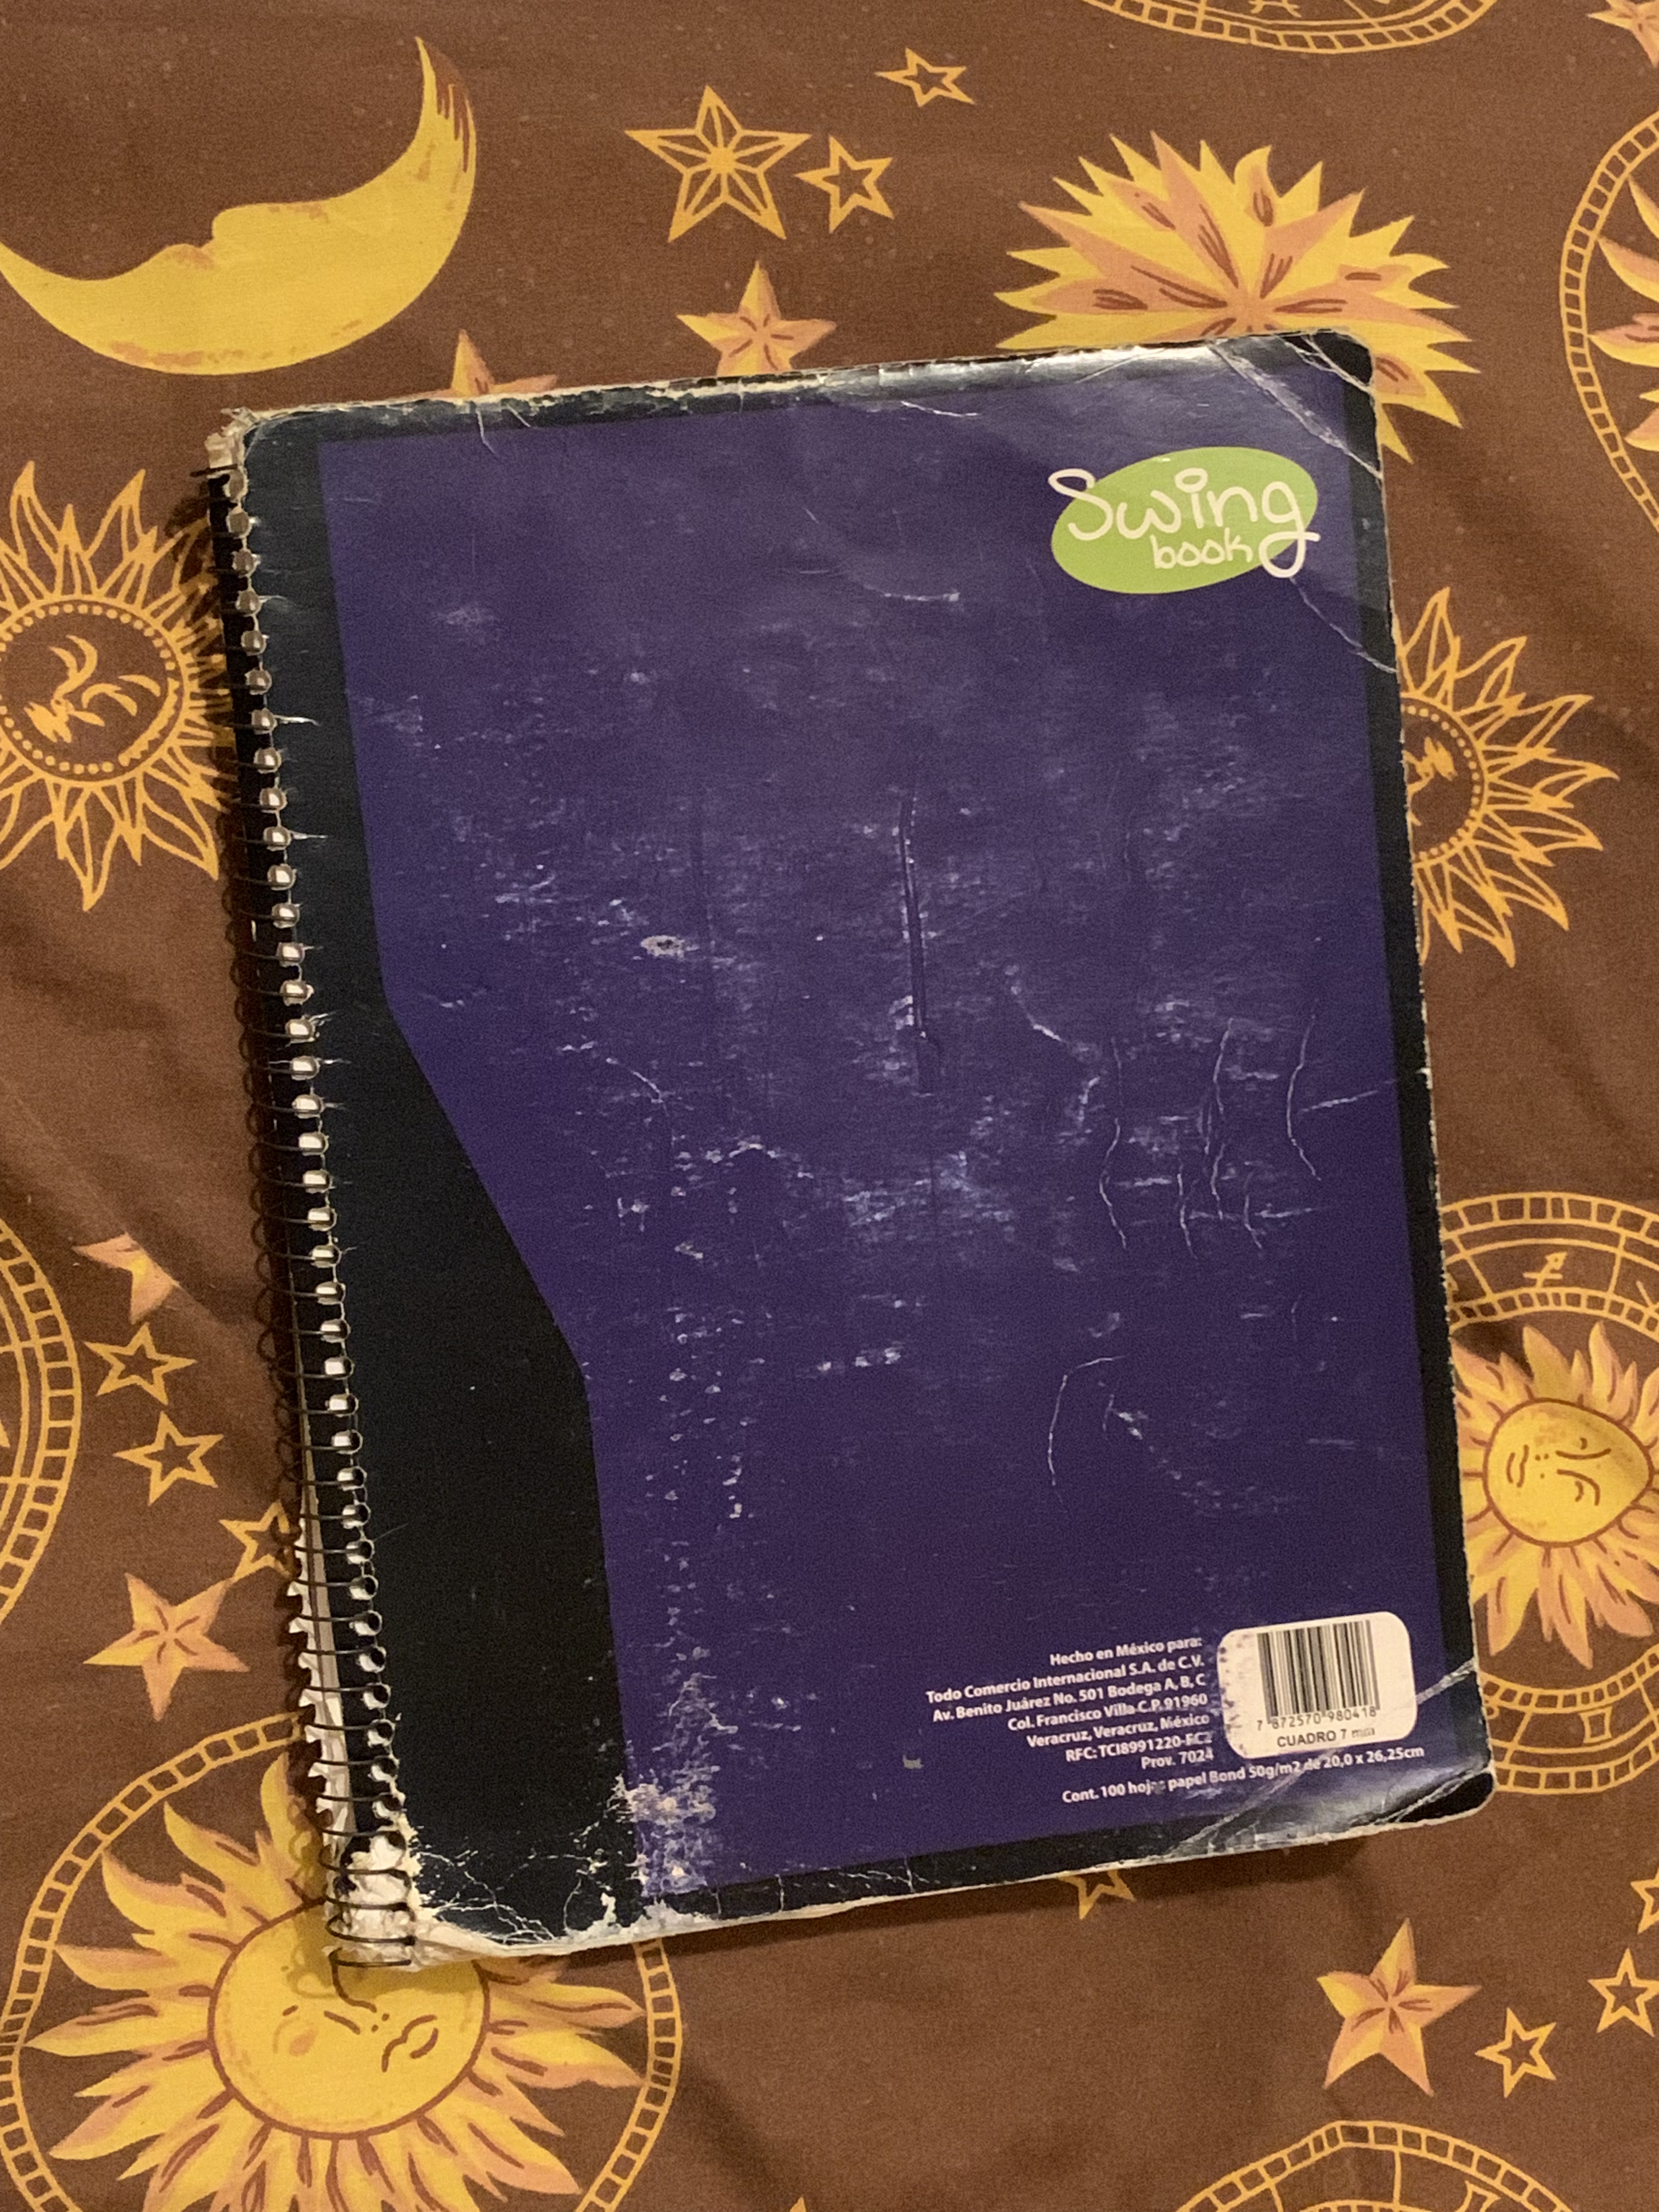 Swing
book
Hecho en México para:
Todo Comercio Internacional S.A. de C.V.
Av. Benito Juárez No. 501 Bodega A, B, C
Col. Francisco Villa C.P. 91960
Veracruz, Veracruz, México
RFC: TCI8991220-FC2
Prov. 7024
Cont. 100 hojas papel Bond 50g/m2 de 20,0 x 26,25cm
7 872570 980418
CUADRO 7 mm